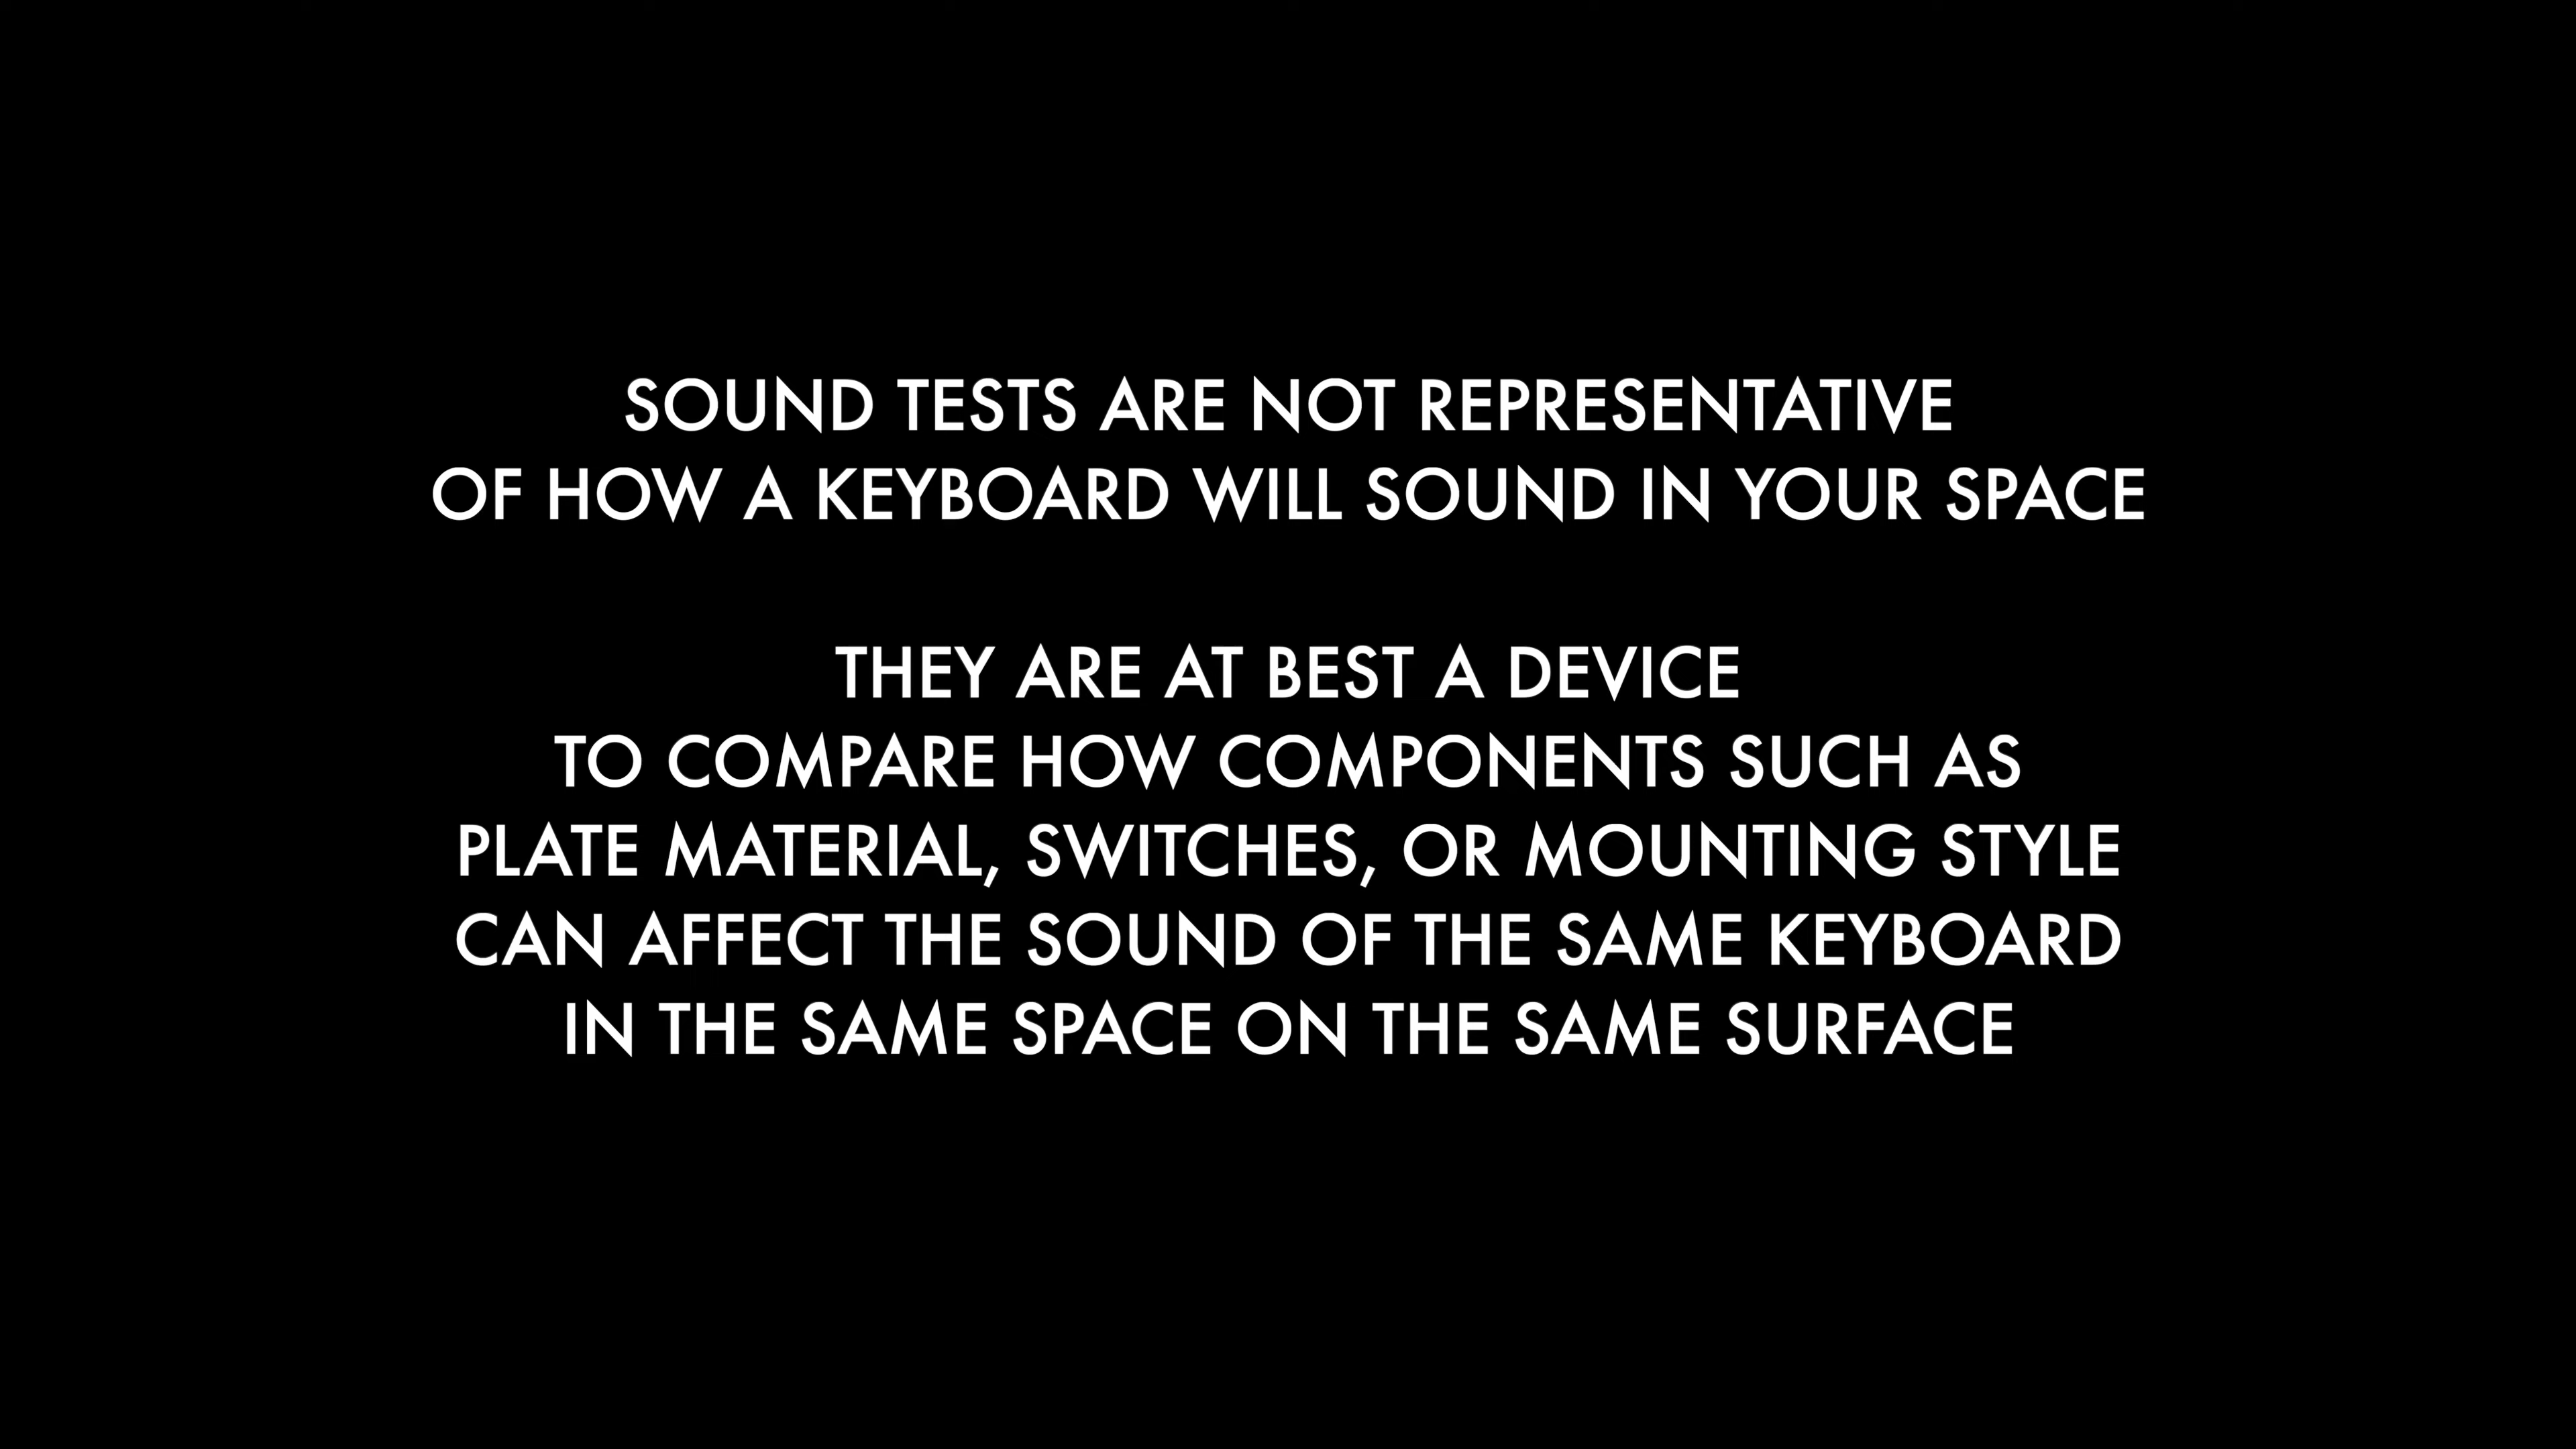 SOUND TESTS ARE NOT REPRESENTATIVE
OF HOW A KEYBOARD WILL SOUND IN YOUR SPACE
THEY ARE AT BEST A DEVICE
TO COMPARE HOW COMPONENTS SUCH AS
PLATE MATERIAL, SWITCHES, OR MOUNTING STYLE
CAN AFFECT THE SOUND OF THE SAME KEYBOARD
IN THE SAME SPACE ON THE SAME SURFACE